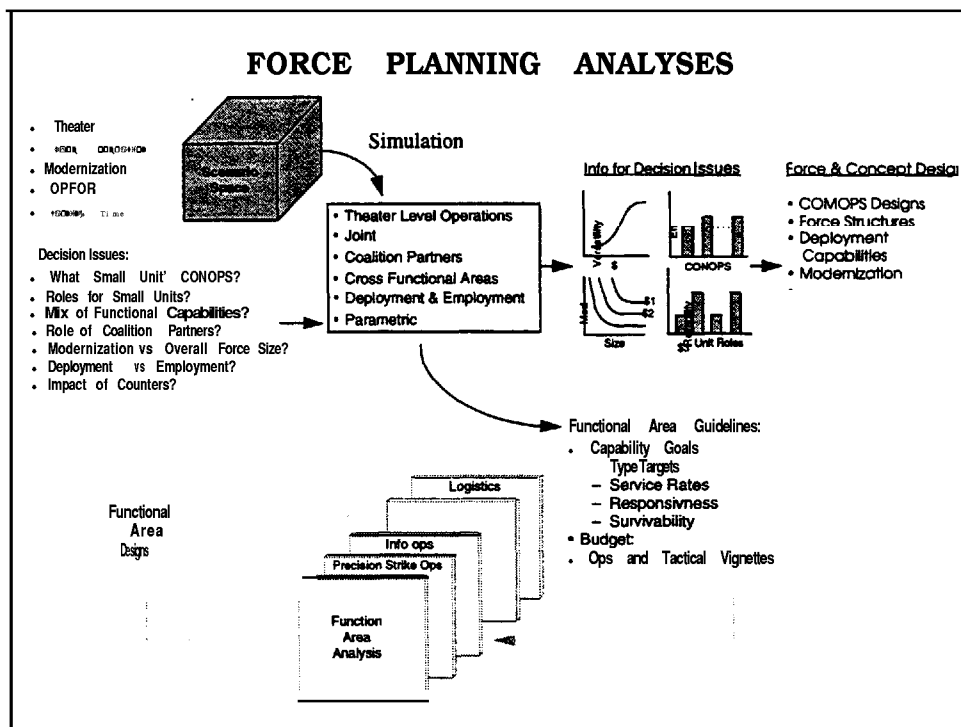 FORCE PLANNING ANALYSES
• Theater
• Modernization
• OPFOR
• Time
Scenario
Space
Simulation
Decision Issues:
• What Small Unit' CONOPS?
• Roles for Small Units?
• Mix of Functional Capabilities?
• Role of Coalition Partners?
• Modernization vs Overall Force Size?
• Deployment vs Employment?
• Impact of Counters?
• Theater Level Operations
• Joint
• Coalition Partners
• Cross Functional Areas
• Deployment & Employment
• Parametric
Info for Decision Issues
$
Eff
CONOPS
Mod
$1
$2
Size
Unit Roles
Force & Concept Desig
• COMOPS Designs
• Force Structures
• Deployment
Capabilities
• Modernization
Functional Area Guidelines:
• Capability Goals
Type Targets
– Service Rates
– Responsivness
– Survivability
• Budget:
• Ops and Tactical Vignettes
Functional
Area
Designs
Logistics
Info ops
Precision Strike Ops
Function
Area
Analysis